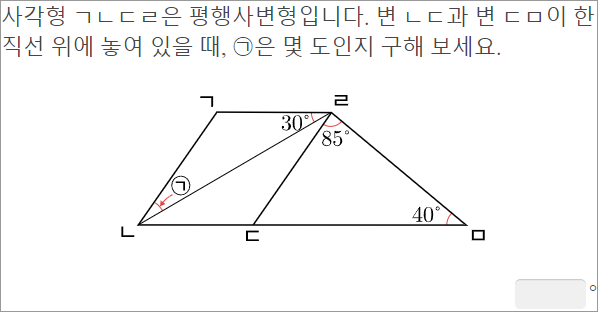 사각형 ㄱㄴㄷㄹ은 평행사변형입니다. 변 ㄴㄷ과 변 ㄷㅁ이 한
직선 위에 놓여 있을 때, ㉠은 몇 도인지 구해 보세요.
ㄱ ㄹ
30°
85°
㉠
40°
ㄴ ㄷ ㅁ
°